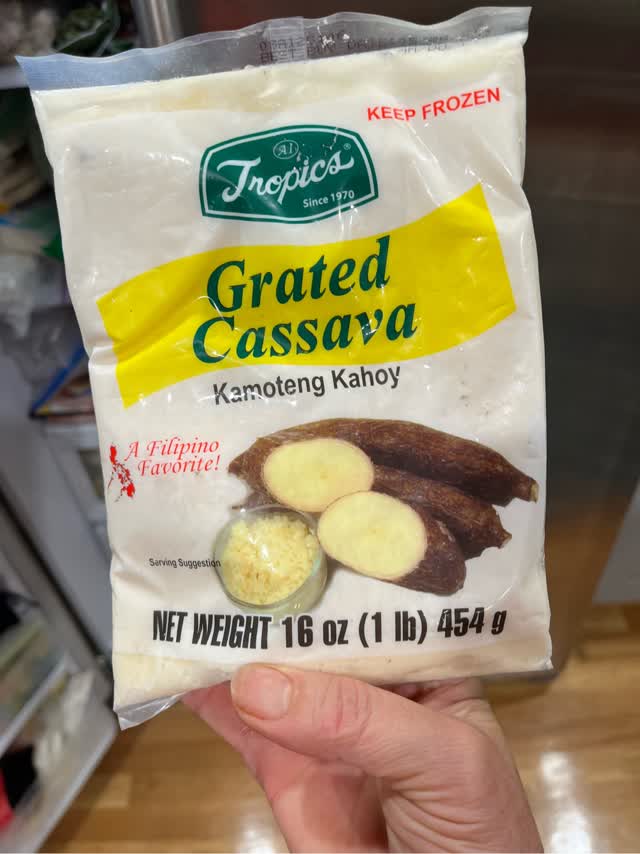 KEEP FROZEN
A1.
Tropics®
Since 1970
Grated
Cassava
Kamoteng Kahoy
A Filipino
Favorite!
Serving Suggestion
NET WEIGHT 16 oz (1 lb) 454 g